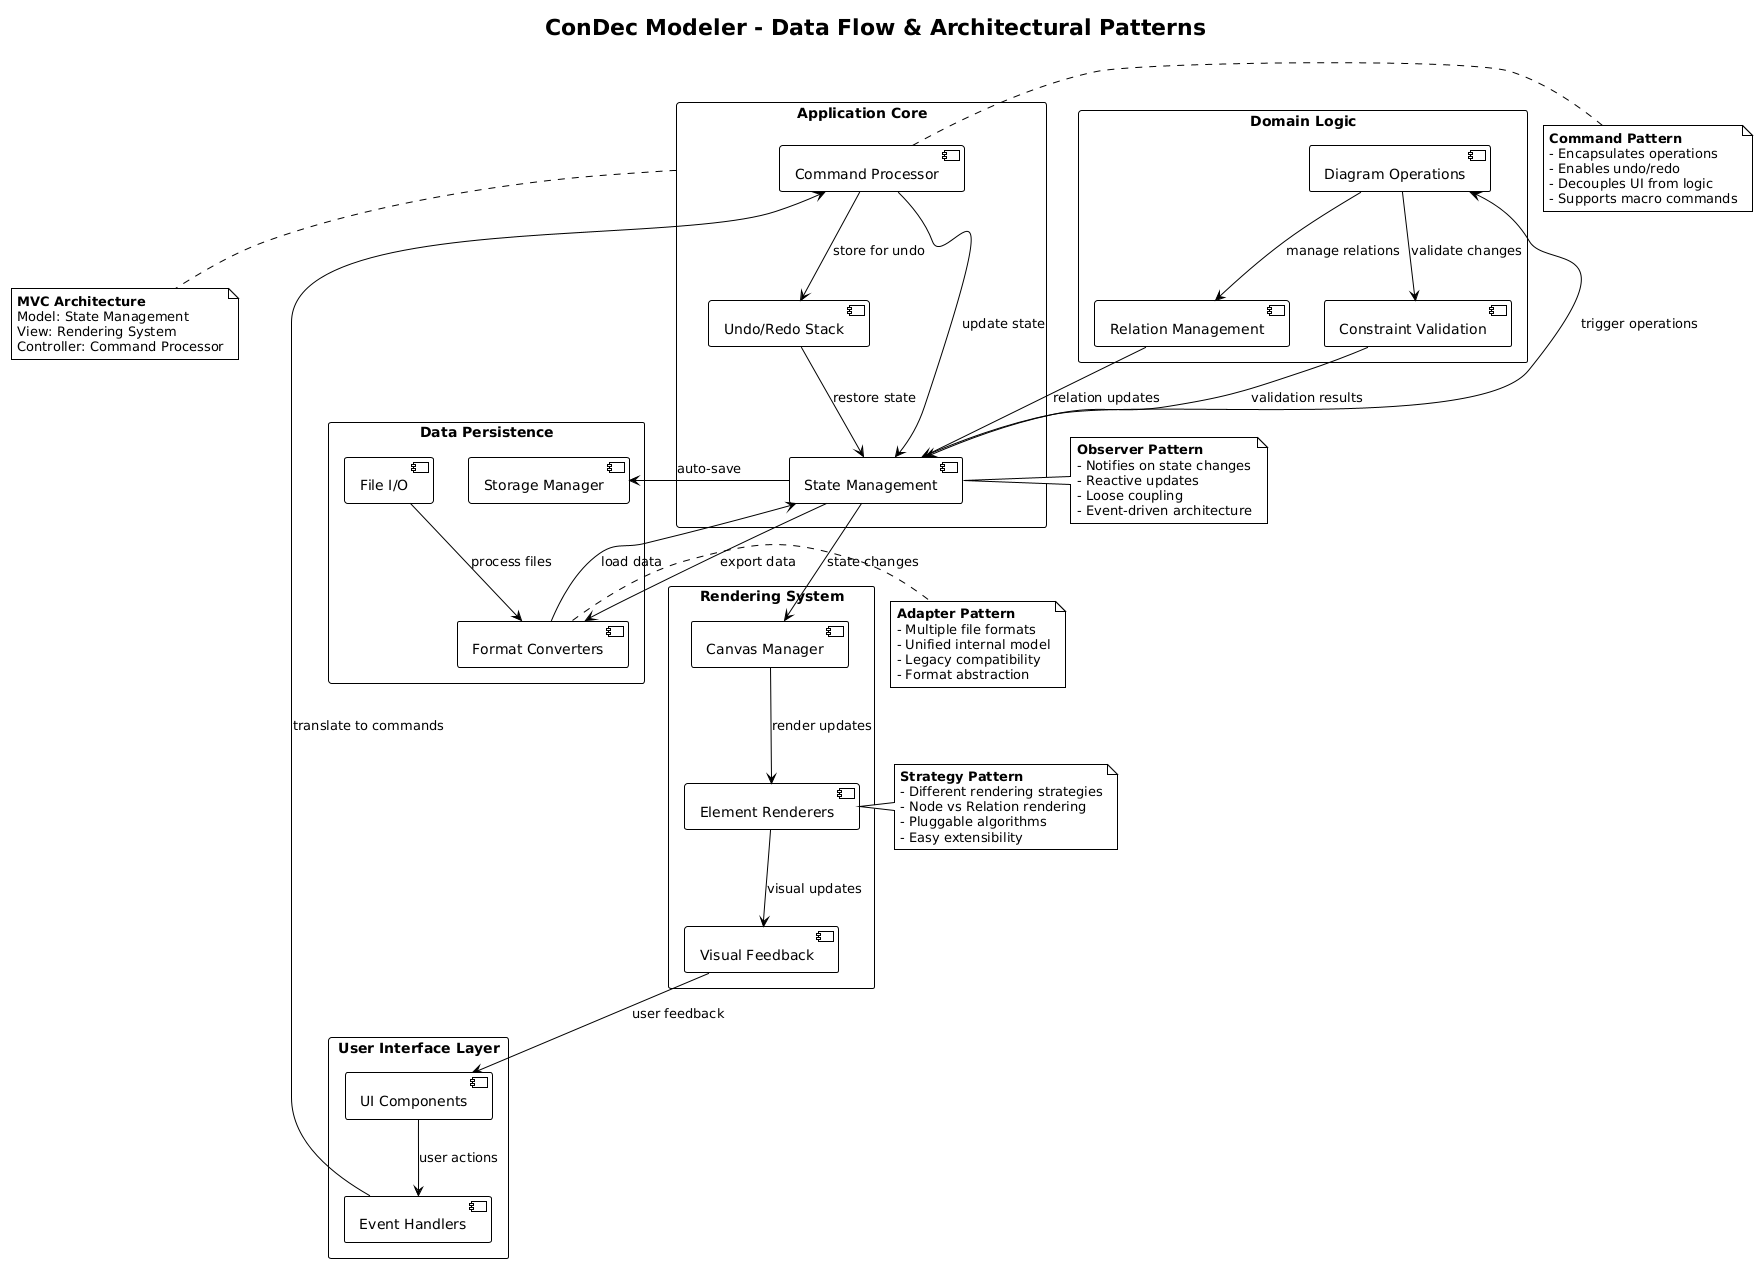 ConDec Modeler - Data Flow & Architectural Patterns
Application Core
Command Processor
store for undo
Undo/Redo Stack
update state
restore state
State Management
Domain Logic
Diagram Operations
manage relations
validate changes
Relation Management
Constraint Validation
trigger operations
relation updates
validation results
Command Pattern
- Encapsulates operations
- Enables undo/redo
- Decouples UI from logic
- Supports macro commands
MVC Architecture
Model: State Management
View: Rendering System
Controller: Command Processor
Data Persistence
File I/O
Storage Manager
auto-save
process files
load data
export data
state changes
Format Converters
Observer Pattern
- Notifies on state changes
- Reactive updates
- Loose coupling
- Event-driven architecture
Rendering System
Canvas Manager
render updates
Element Renderers
visual updates
Visual Feedback
Adapter Pattern
- Multiple file formats
- Unified internal model
- Legacy compatibility
- Format abstraction
Strategy Pattern
- Different rendering strategies
- Node vs Relation rendering
- Pluggable algorithms
- Easy extensibility
translate to commands
user feedback
User Interface Layer
UI Components
user actions
Event Handlers